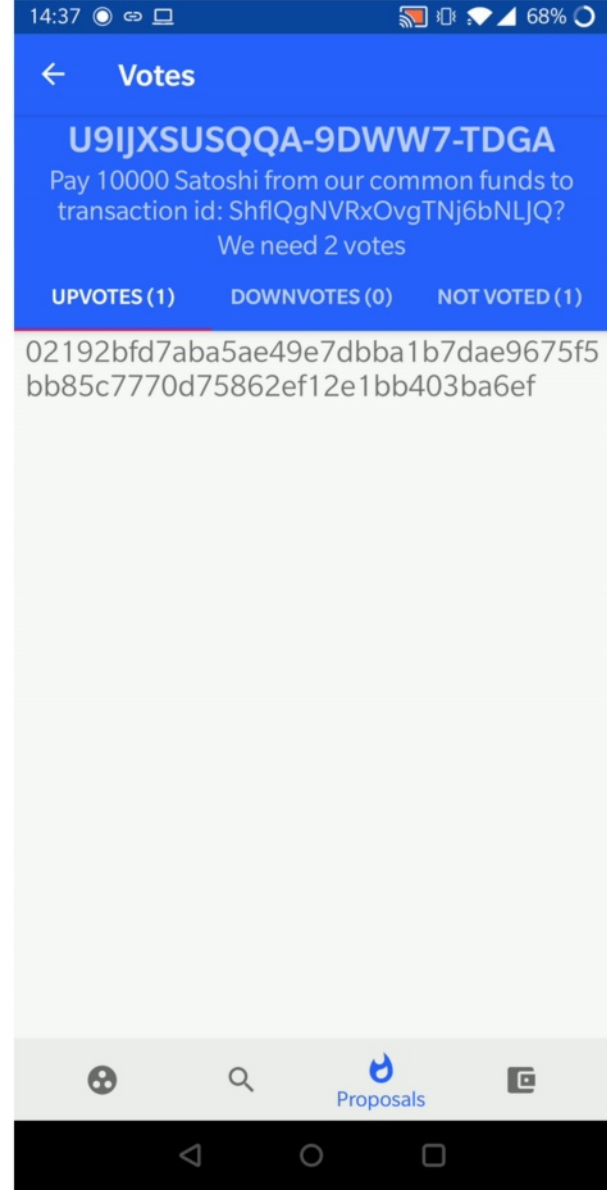 14:37
68%
Votes
U9IJXSUSQQA-9DWW7-TDGA
Pay 10000 Satoshi from our common funds to
transaction id: ShflQgNVRxOvgTNj6bNLJQ?
We need 2 votes
UPVOTES (1) DOWNVOTES (0) NOT VOTED (1)
02192bfd7aba5ae49e7dbba1b7dae9675f5
bb85c7770d75862ef12e1bb403ba6ef
Proposals